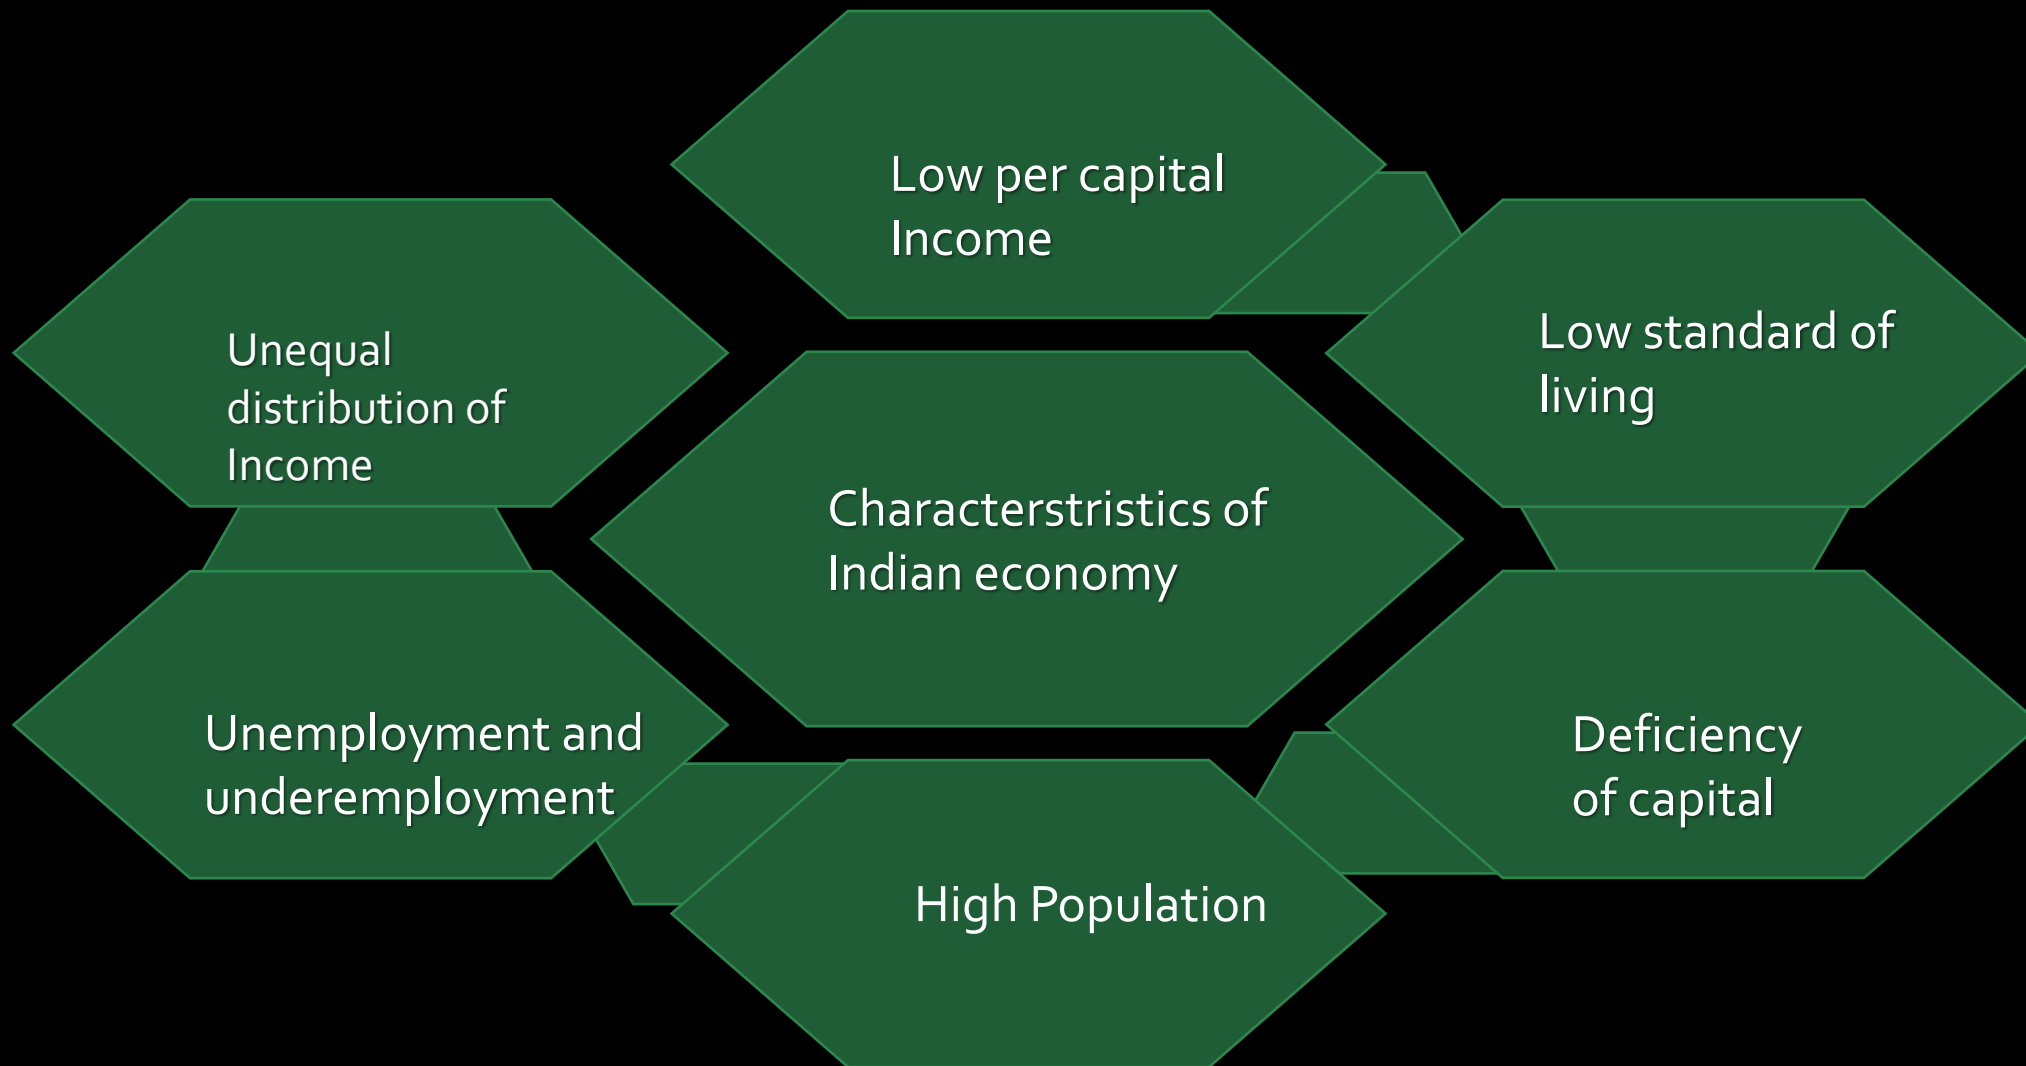 Low per capital
Income
Unequal
distribution of
Income
Low standard of
living
Characterstristics of
Indian economy
Unemployment and
underemployment
Deficiency
of capital
High Population